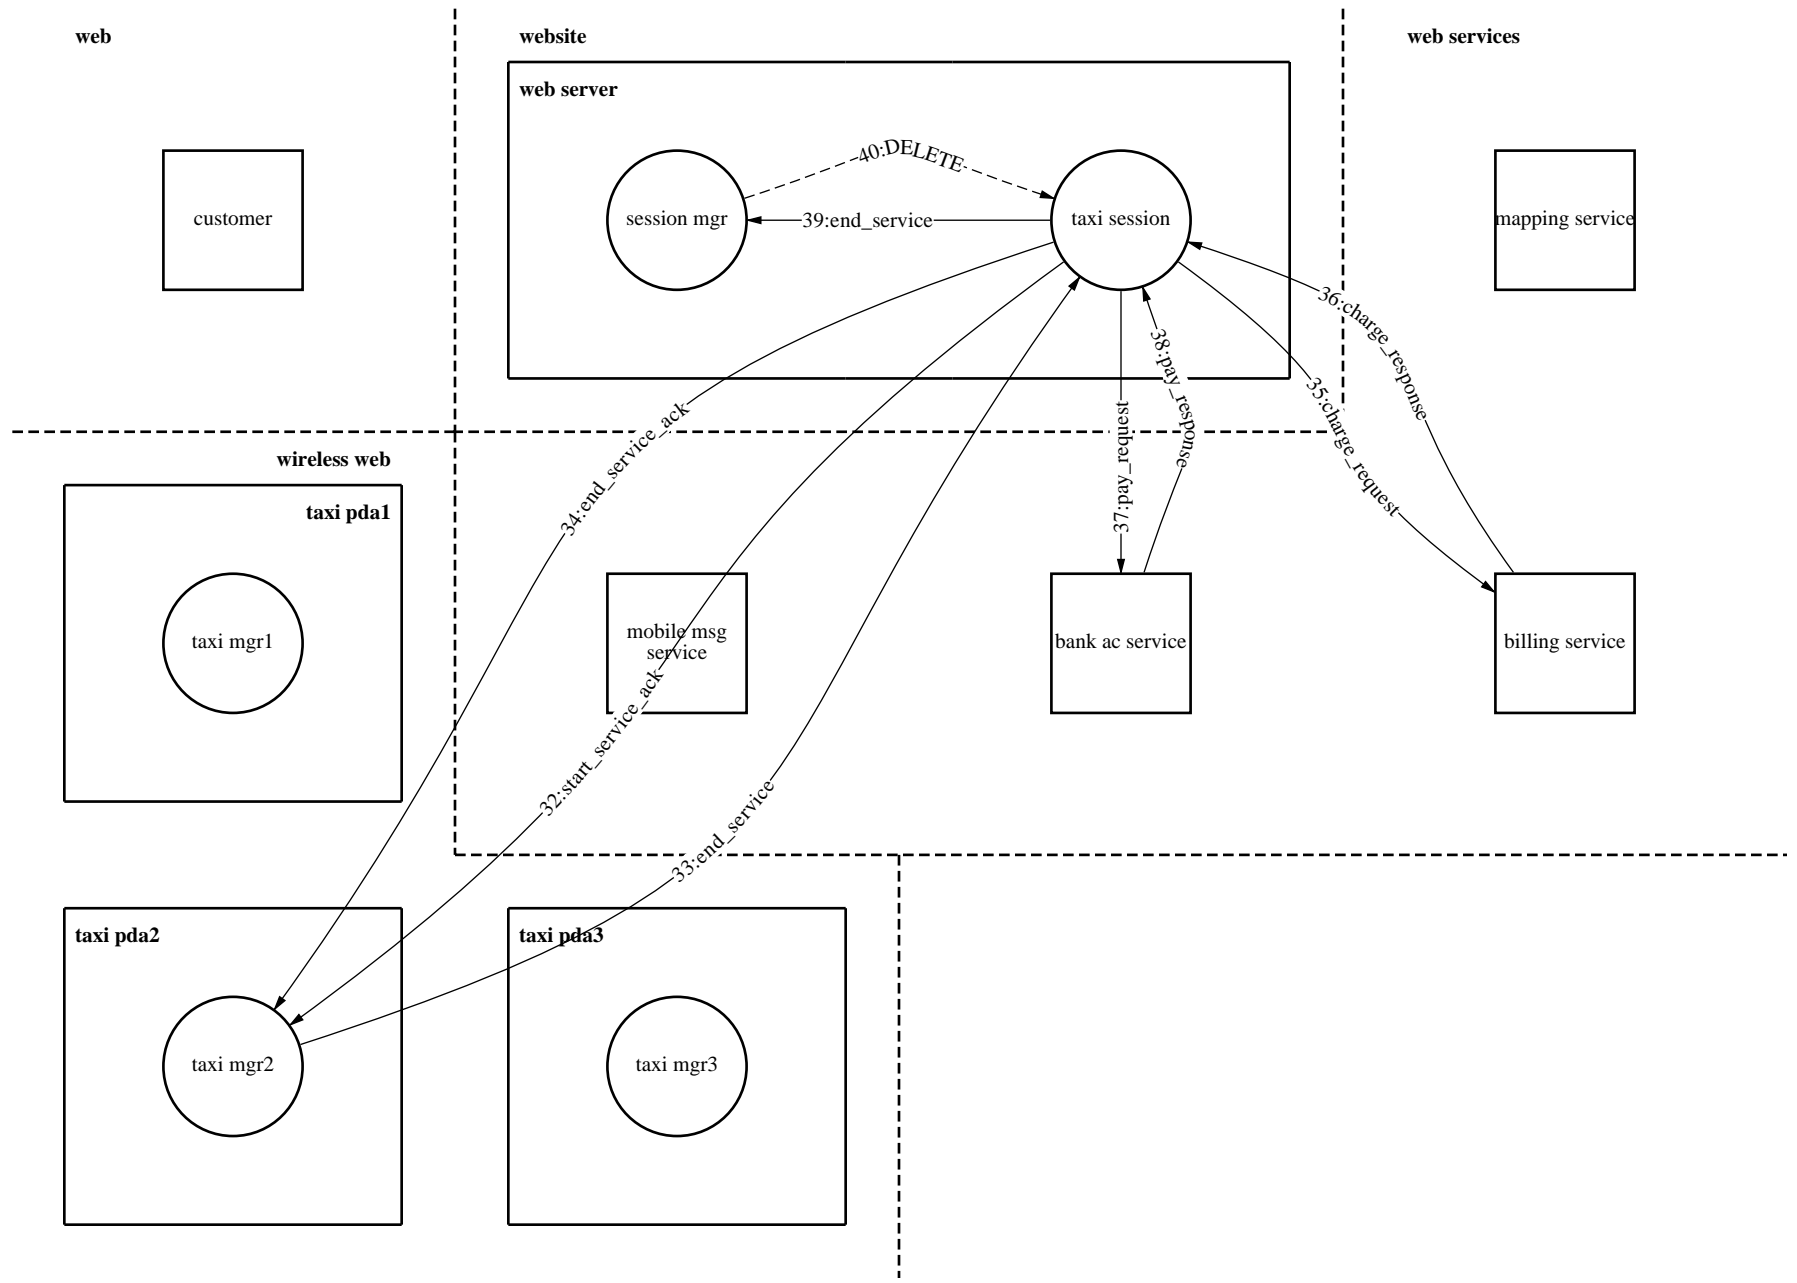 web
website
web services
web server
customer
session mgr
40:DELETE
39:end_service
taxi session
mapping service
36:charge_response
38:pay_response
37:pay_request
35:charge_request
34:end_service_ack
wireless web
taxi pda1
taxi mgr1
mobile msg
service
bank ac service
billing service
32:start_service_ack
33:end_service
taxi pda2
taxi pda3
taxi mgr2
taxi mgr3